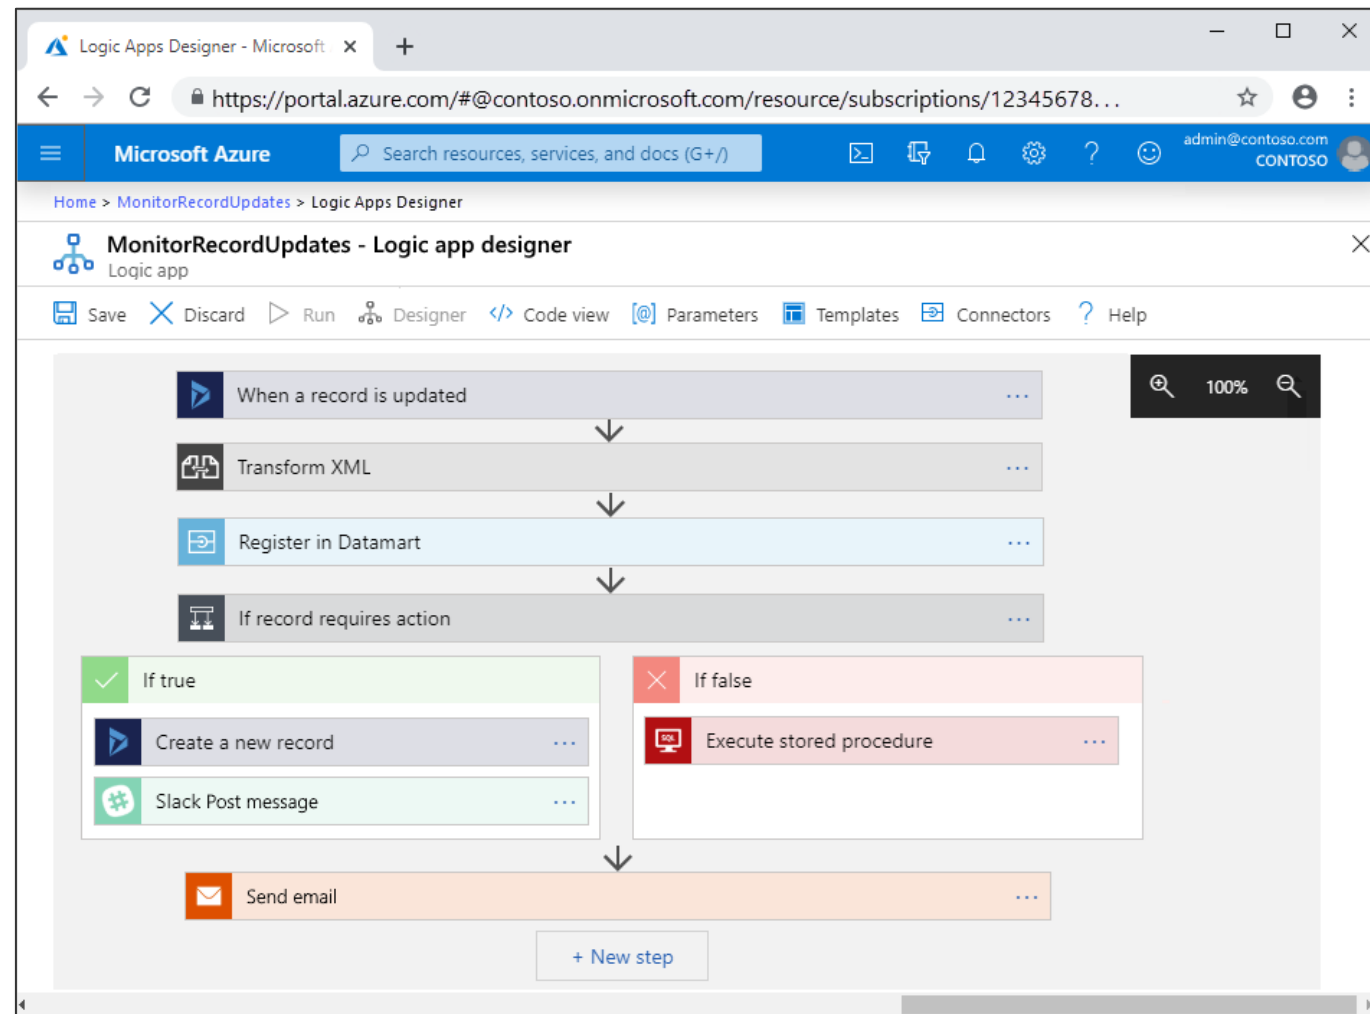 Logic Apps Designer - Microsoft
https://portal.azure.com/#@contoso.onmicrosoft.com/resource/subscriptions/12345678...
Microsoft Azure
Search resources, services, and docs (G+/)
admin@contoso.com
CONTOSO
Home > MonitorRecordUpdates > Logic Apps Designer
MonitorRecordUpdates - Logic app designer
Logic app
Save Discard Run Designer Code view Parameters Templates Connectors Help
When a record is updated
100%
Transform XML
Register in Datamart
If record requires action
If true
If false
Create a new record
SQL Execute stored procedure
Slack Post message
Send email
+ New step